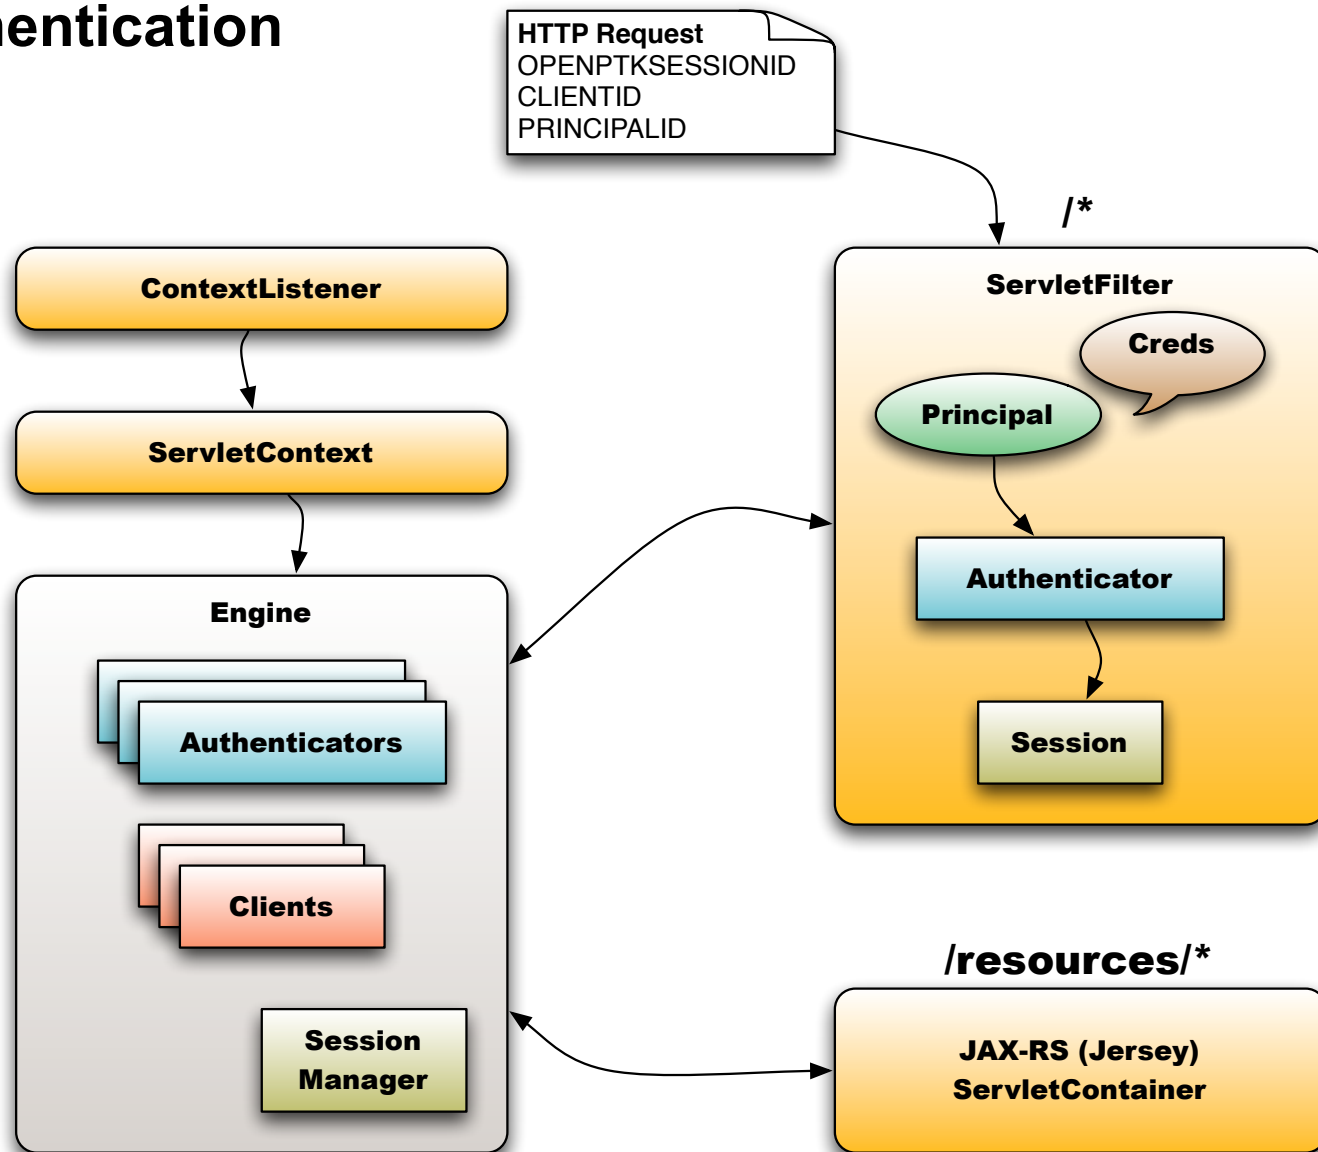 nentication
HTTP Request
OPENPTKSESSIONID
CLIENTID
PRINCIPALID
/*
ContextListener
ServletFilter
Creds
Principal
ServletContext
Authenticator
Engine
Authenticators
Session
Clients
/resources/*
Session
Manager
JAX-RS (Jersey)
ServletContainer